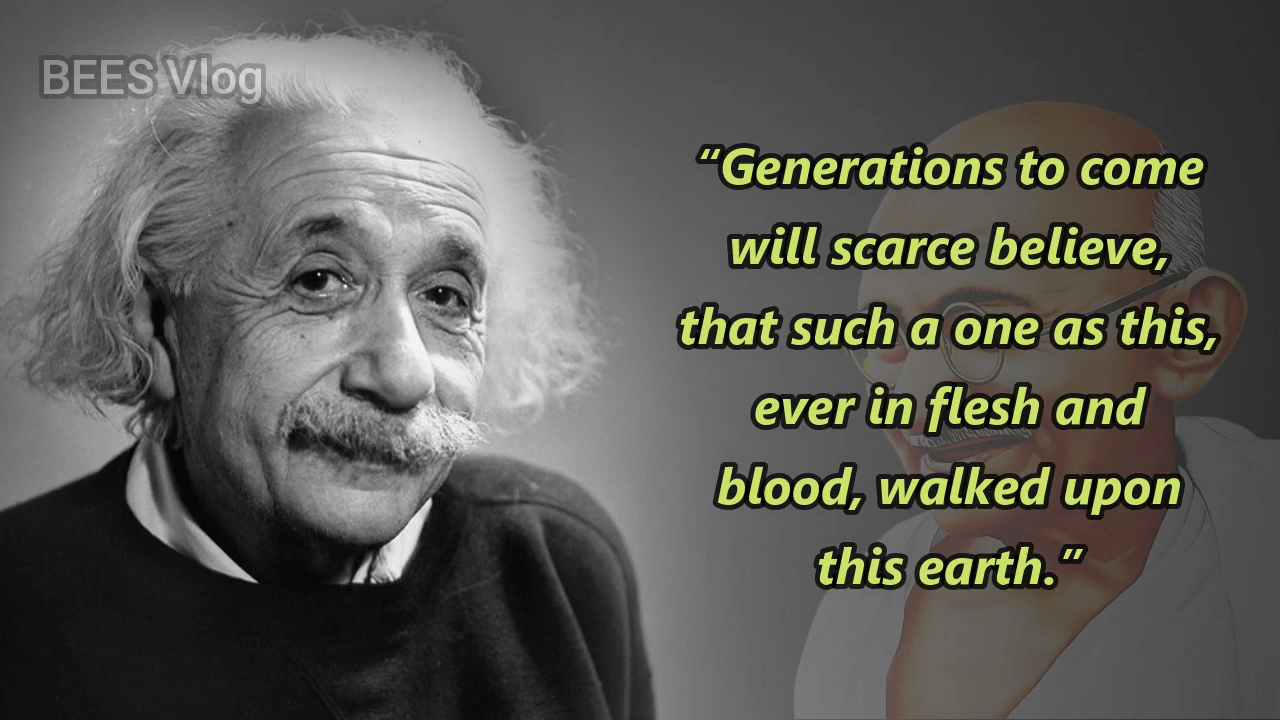 BEES Vlog
“Generations to come
will scarce believe,
that such a one as this,
ever in flesh and
blood, walked upon
this earth.”